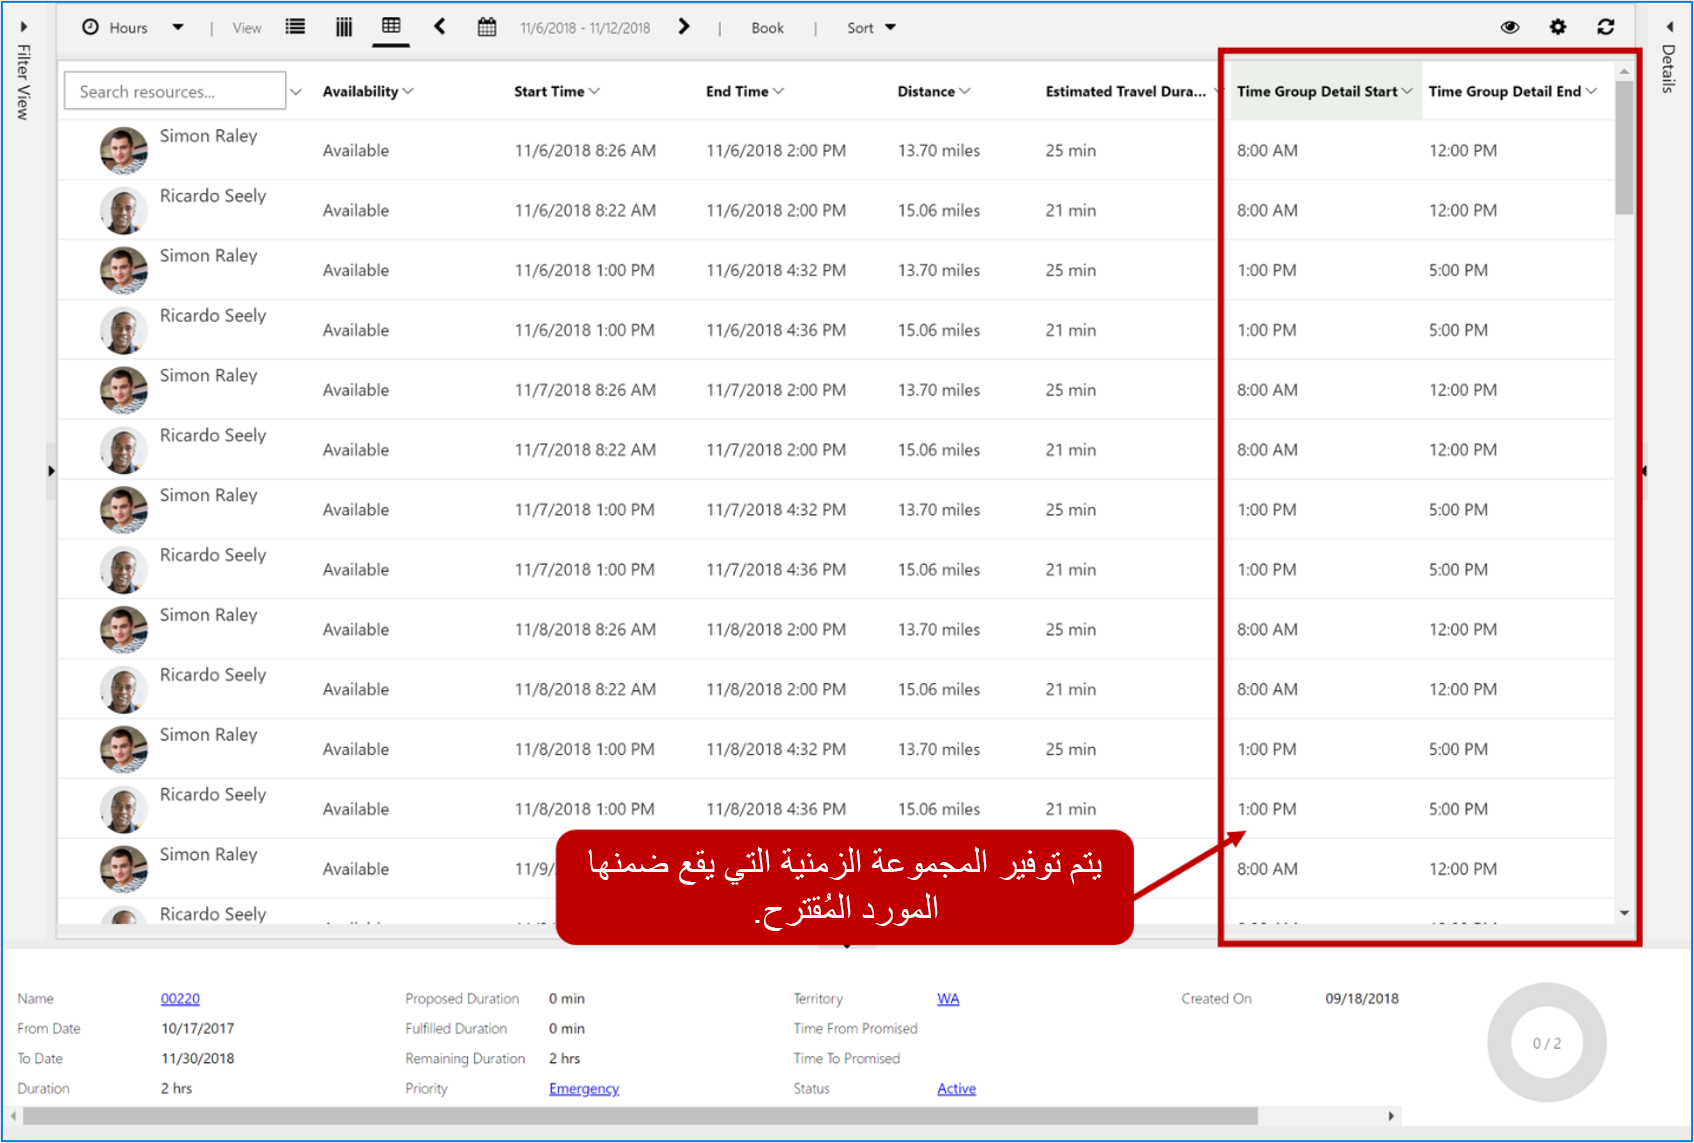 Hours | View 11/6/2018 - 11/12/2018 | Book | Sort
Filter View
Details
Search resources... Availability Start Time End Time Distance Estimated Travel Dura... Time Group Detail Start Time Group Detail End
Simon Raley Available 11/6/2018 8:26 AM 11/6/2018 2:00 PM 13.70 miles 25 min 8:00 AM 12:00 PM
Ricardo Seely Available 11/6/2018 8:22 AM 11/6/2018 2:00 PM 15.06 miles 21 min 8:00 AM 12:00 PM
Simon Raley Available 11/6/2018 1:00 PM 11/6/2018 4:32 PM 13.70 miles 25 min 1:00 PM 5:00 PM
Ricardo Seely Available 11/6/2018 1:00 PM 11/6/2018 4:36 PM 15.06 miles 21 min 1:00 PM 5:00 PM
Simon Raley Available 11/7/2018 8:26 AM 11/7/2018 2:00 PM 13.70 miles 25 min 8:00 AM 12:00 PM
Ricardo Seely Available 11/7/2018 8:22 AM 11/7/2018 2:00 PM 15.06 miles 21 min 8:00 AM 12:00 PM
Simon Raley Available 11/7/2018 1:00 PM 11/7/2018 4:32 PM 13.70 miles 25 min 1:00 PM 5:00 PM
Ricardo Seely Available 11/7/2018 1:00 PM 11/7/2018 4:36 PM 15.06 miles 21 min 1:00 PM 5:00 PM
Simon Raley Available 11/8/2018 8:26 AM 11/8/2018 2:00 PM 13.70 miles 25 min 8:00 AM 12:00 PM
Ricardo Seely Available 11/8/2018 8:22 AM 11/8/2018 2:00 PM 15.06 miles 21 min 8:00 AM 12:00 PM
Simon Raley Available 11/8/2018 1:00 PM 11/8/2018 4:32 PM 13.70 miles 25 min 1:00 PM 5:00 PM
Ricardo Seely Available 11/8/2018 1:00 PM 11/8/2018 4:36 PM 15.06 miles 21 min 1:00 PM 5:00 PM
Simon Raley Available 11/9/ 8:00 AM 12:00 PM
Ricardo Seely
يتم توفير المجموعة الزمنية التي يقع ضمنها
المورد المُقترح.
Name 00220 Proposed Duration 0 min Territory WA Created On 09/18/2018
From Date 10/17/2017 Fulfilled Duration 0 min Time From Promised
To Date 11/30/2018 Remaining Duration 2 hrs Time To Promised
Duration 2 hrs Priority Emergency Status Active
0 / 2